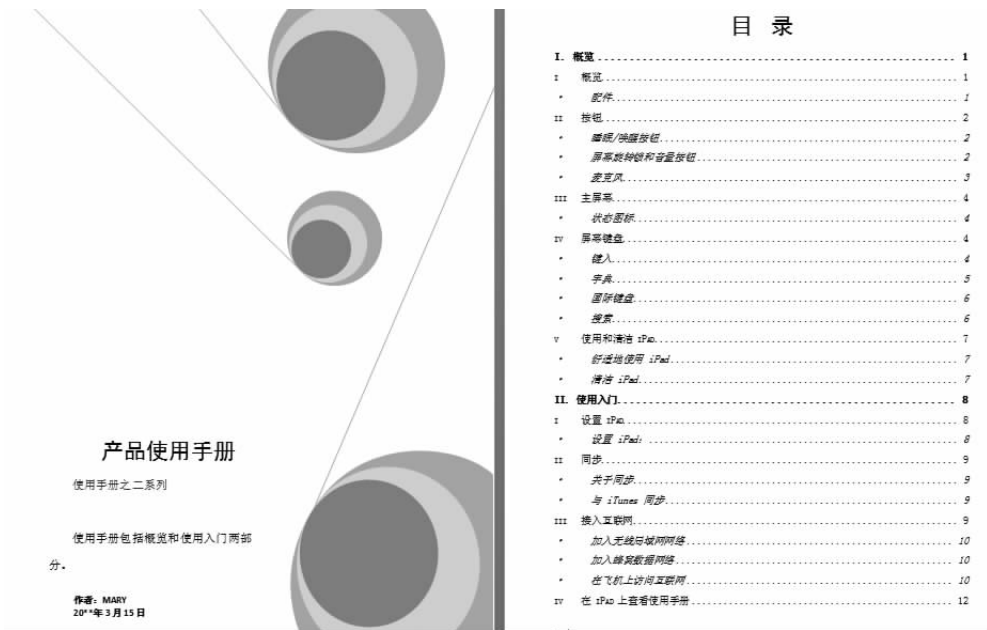 产品使用手册
使用手册之二系列
使用手册包括概览和使用入门两部
分。
作者：MARY
20**年3月15日
目 录
I. 概览 ........................................................ 1
I 概览 ........................................................ 1
• 配件 ........................................................ 1
II 按钮 ........................................................ 2
• 睡眠/唤醒按钮 ........................................................ 2
• 屏幕旋转锁和音量按钮 ........................................................ 2
• 麦克风 ........................................................ 3
III 主屏幕 ........................................................ 4
• 状态图标 ........................................................ 4
IV 屏幕键盘 ........................................................ 4
• 键入 ........................................................ 4
• 字典 ........................................................ 5
• 国际键盘 ........................................................ 6
• 搜索 ........................................................ 6
V 使用和清洁 IPAD ........................................................ 7
• 舒适地使用 iPad ........................................................ 7
• 清洁 iPad ........................................................ 7
II. 使用入门 ........................................................ 8
I 设置 IPAD ........................................................ 8
• 设置 iPad： ........................................................ 8
II 同步 ........................................................ 9
• 关于同步 ........................................................ 9
• 与 iTunes 同步 ........................................................ 9
III 接入互联网 ........................................................ 9
• 加入无线局域网网络 ........................................................ 10
• 加入蜂窝数据网络 ........................................................ 10
• 在飞机上访问互联网 ........................................................ 10
IV 在 IPAD 上查看使用手册 ........................................................ 12